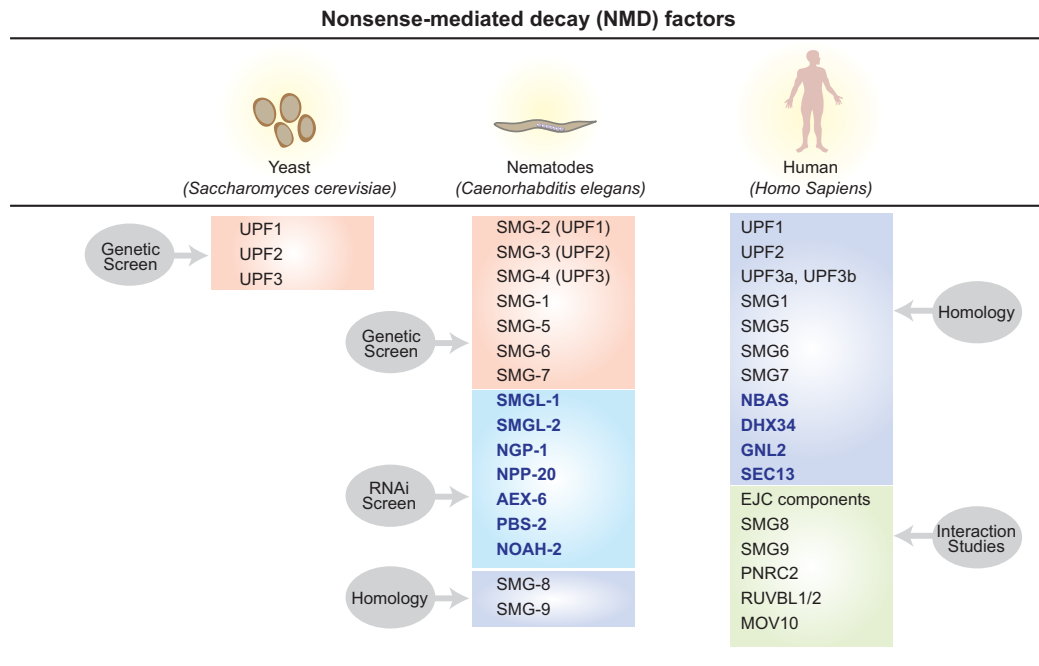 Nonsense-mediated decay (NMD) factors
Yeast
(Saccharomyces cerevisiae)
Nematodes
(Caenorhabditis elegans)
Human
(Homo Sapiens)
Genetic
Screen
UPF1
UPF2
UPF3
Genetic
Screen
SMG-2 (UPF1)
SMG-3 (UPF2)
SMG-4 (UPF3)
SMG-1
SMG-5
SMG-6
SMG-7
RNAi
Screen
SMGL-1
SMGL-2
NGP-1
NPP-20
AEX-6
PBS-2
NOAH-2
Homology
SMG-8
SMG-9
UPF1
UPF2
UPF3a, UPF3b
SMG1
SMG5
SMG6
SMG7
NBAS
DHX34
GNL2
SEC13
Homology
EJC components
SMG8
SMG9
PNRC2
RUVBL1/2
MOV10
Interaction
Studies